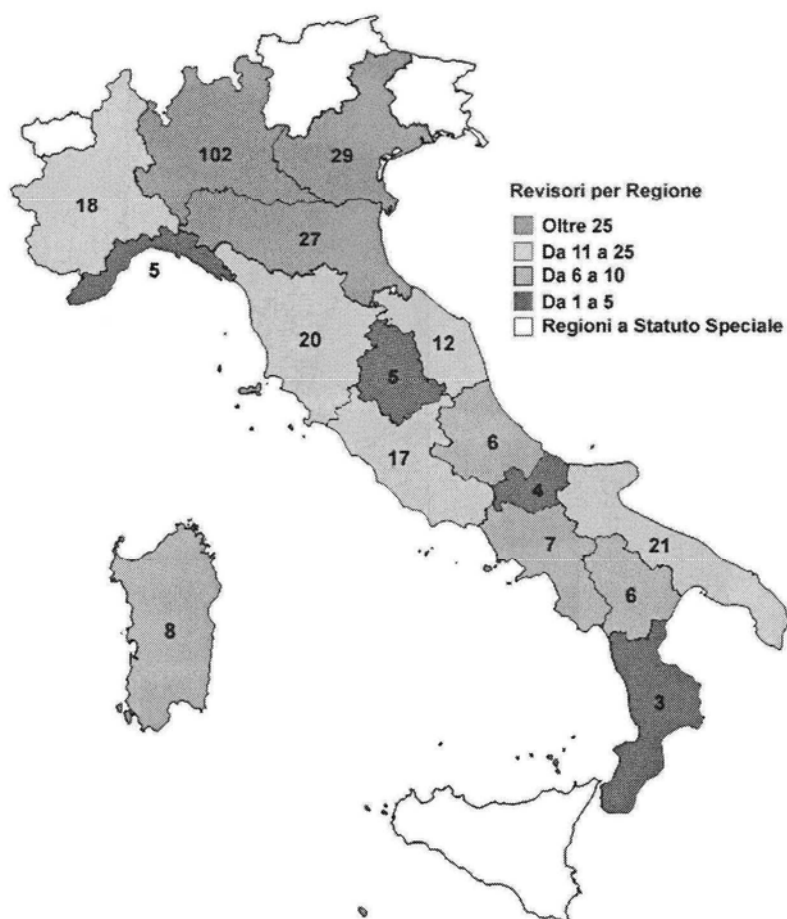 102
29
18
Revisori per Regione
Oltre 25
Da 11 a 25
Da 6 a 10
Da 1 a 5
Regioni a Statuto Speciale
27
5
20
12
5
6
17
4
7
21
6
8
3